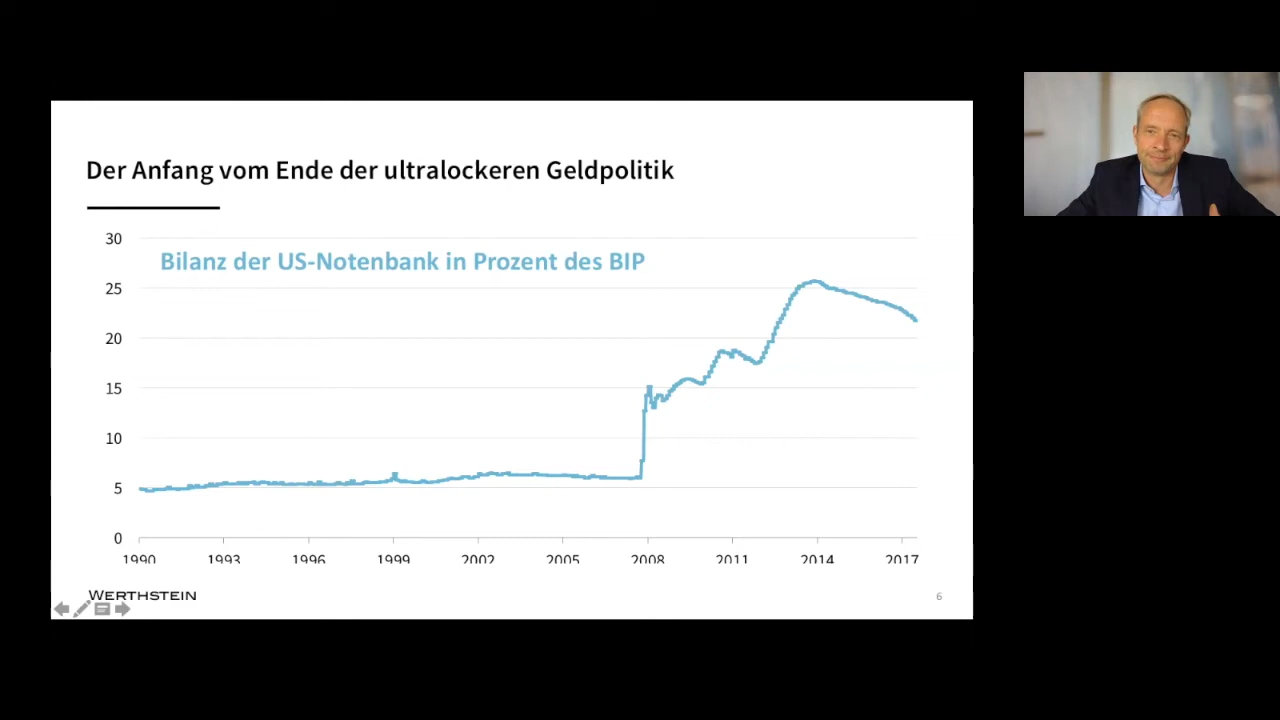 Der Anfang vom Ende der ultralockeren Geldpolitik
Bilanz der US-Notenbank in Prozent des BIP
30
25
20
15
10
5
0
1990 1993 1996 1999 2002 2005 2008 2011 2014 2017
WERTHSTEIN
6